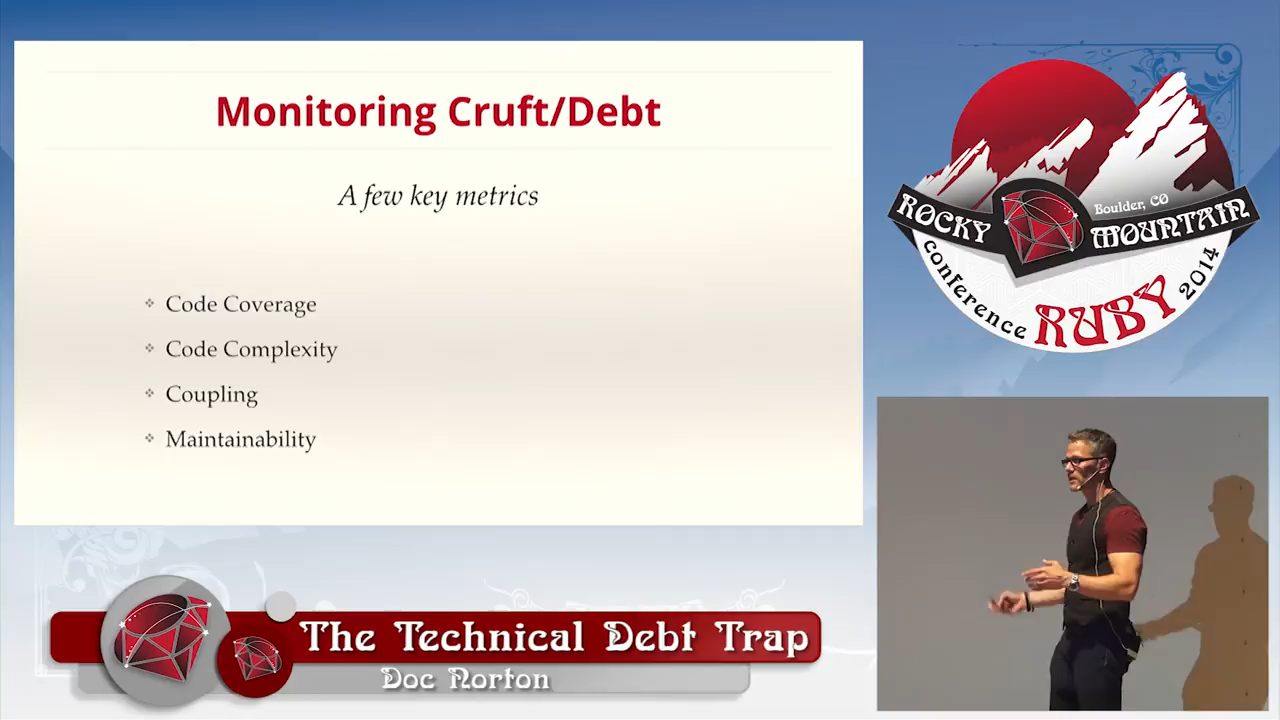 Monitoring Cruft/Debt
A few key metrics
Code Coverage
Code Complexity
Coupling
Maintainability
ROCKY MOUNTAIN
Boulder, CO
conference RUBY 2014
The Technical Debt Trap
Doc Norton